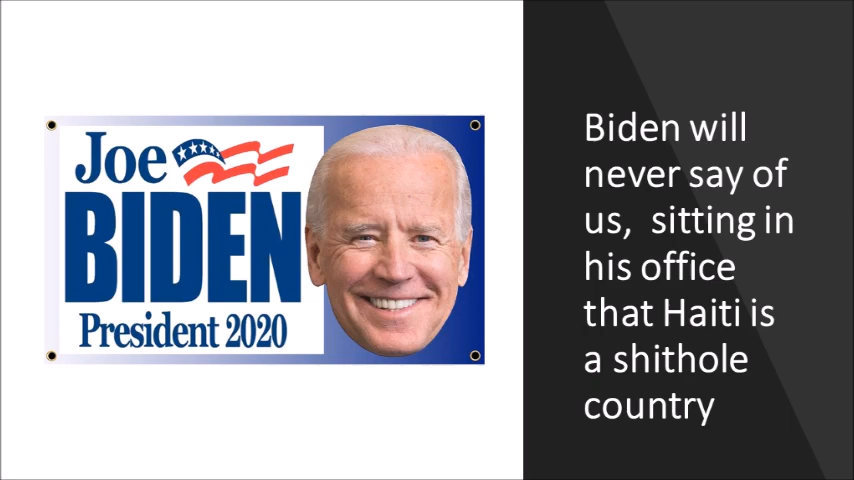 Joe
BIDEN
President 2020
Biden will
never say of
us, sitting in
his office
that Haiti is
a shithole
country